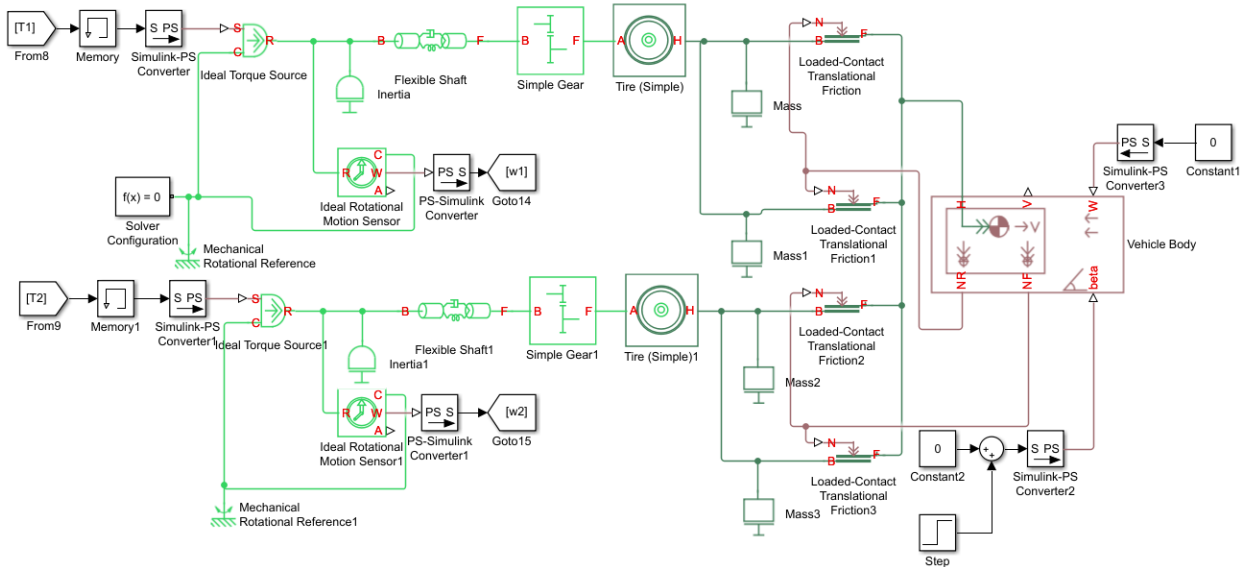 [T1]
From8
Memory
S PS
Simulink-PS
Converter
S
C
R
Ideal Torque Source
Inertia
B
F
Flexible Shaft
B
F
Simple Gear
A
H
Tire (Simple)
Mass
N
B
F
Loaded-Contact
Translational
Friction
R
C
W
A
Ideal Rotational
Motion Sensor
PS S
PS-Simulink
Converter
[w1]
Goto14
f(x) = 0
Solver
Configuration
Mechanical
Rotational Reference
Mass1
N
B
F
Loaded-Contact
Translational
Friction1
PS S
Simulink-PS
Converter3
0
Constant1
H
V
W
NR
NF
beta
V
Vehicle Body
[T2]
From9
Memory1
S PS
Simulink-PS
Converter1
S
C
R
Ideal Torque Source1
Inertia1
B
F
Flexible Shaft1
B
F
Simple Gear1
A
H
Tire (Simple)1
Mass2
N
B
F
Loaded-Contact
Translational
Friction2
R
C
W
A
Ideal Rotational
Motion Sensor1
PS S
PS-Simulink
Converter1
[w2]
Goto15
Mechanical
Rotational Reference1
Mass3
N
B
F
Loaded-Contact
Translational
Friction3
0
Constant2
S PS
Simulink-PS
Converter2
Step